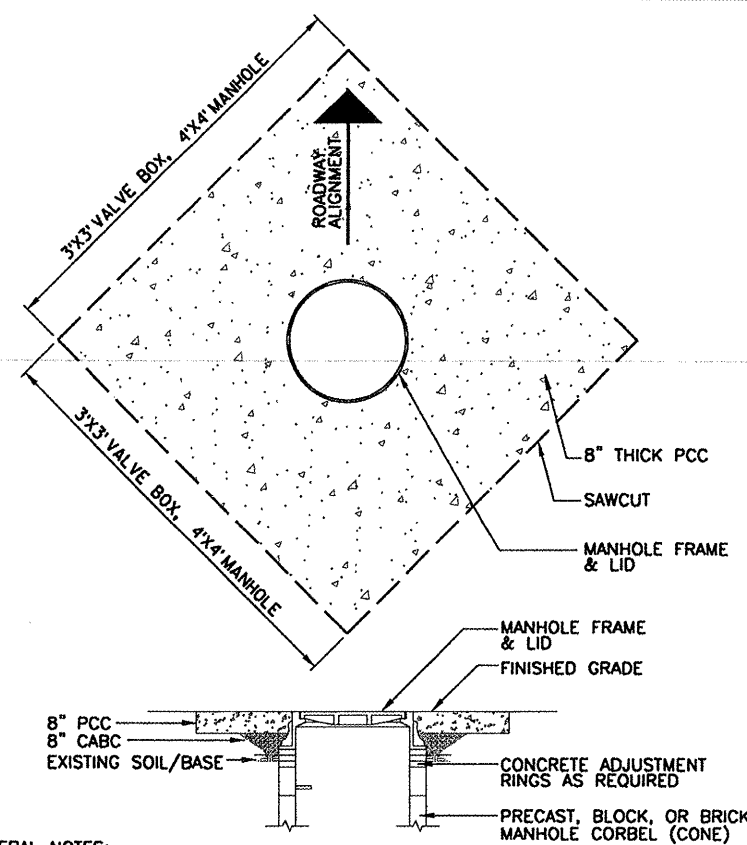 3'X3' VALVE BOX, 4'X4' MANHOLE
ROADWAY
ALIGNMENT
3'X3' VALVE BOX, 4'X4' MANHOLE
8" THICK PCC
SAWCUT
MANHOLE FRAME
& LID
MANHOLE FRAME
& LID
FINISHED GRADE
8" PCC
8" CABC
EXISTING SOIL/BASE
CONCRETE ADJUSTMENT
RINGS AS REQUIRED
PRECAST, BLOCK, OR BRICK
MANHOLE CORBEL (CONE)
NOTES: